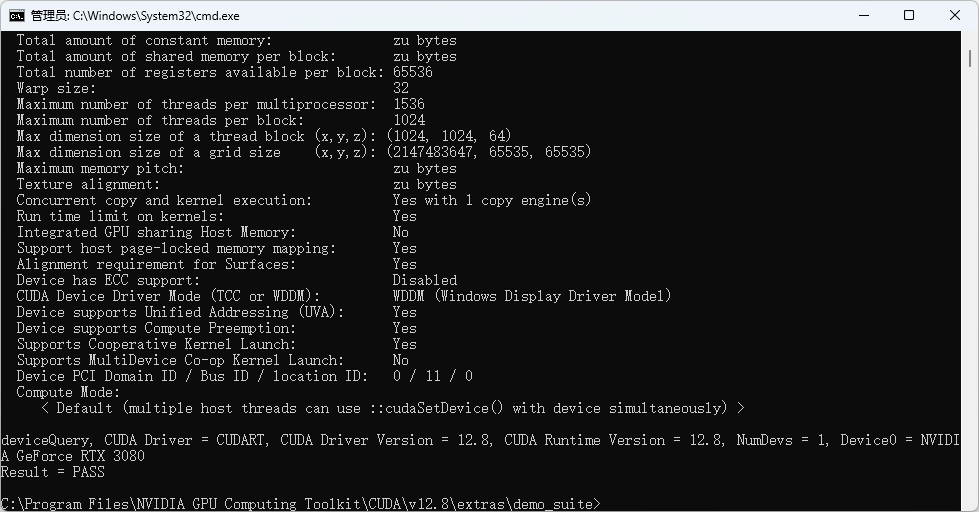 管理员: C:\Windows\System32\cmd.exe
Total amount of constant memory: zu bytes
Total amount of shared memory per block: zu bytes
Total number of registers available per block: 65536
Warp size: 32
Maximum number of threads per multiprocessor: 1536
Maximum number of threads per block: 1024
Max dimension size of a thread block (x,y,z): (1024, 1024, 64)
Max dimension size of a grid size (x,y,z): (2147483647, 65535, 65535)
Maximum memory pitch: zu bytes
Texture alignment: zu bytes
Concurrent copy and kernel execution: Yes with 1 copy engine(s)
Run time limit on kernels: Yes
Integrated GPU sharing Host Memory: No
Support host page-locked memory mapping: Yes
Alignment requirement for Surfaces: Yes
Device has ECC support: Disabled
CUDA Device Driver Mode (TCC or WDDM): WDDM (Windows Display Driver Model)
Device supports Unified Addressing (UVA): Yes
Device supports Compute Preemption: Yes
Supports Cooperative Kernel Launch: Yes
Supports MultiDevice Co-op Kernel Launch: No
Device PCI Domain ID / Bus ID / location ID: 0 / 11 / 0
Compute Mode:
< Default (multiple host threads can use ::cudaSetDevice() with device simultaneously) >
deviceQuery, CUDA Driver = CUDART, CUDA Driver Version = 12.8, CUDA Runtime Version = 12.8, NumDevs = 1, Device0 = NVIDI
A GeForce RTX 3080
Result = PASS
C:\Program Files\NVIDIA GPU Computing Toolkit\CUDA\v12.8\extras\demo_suite>